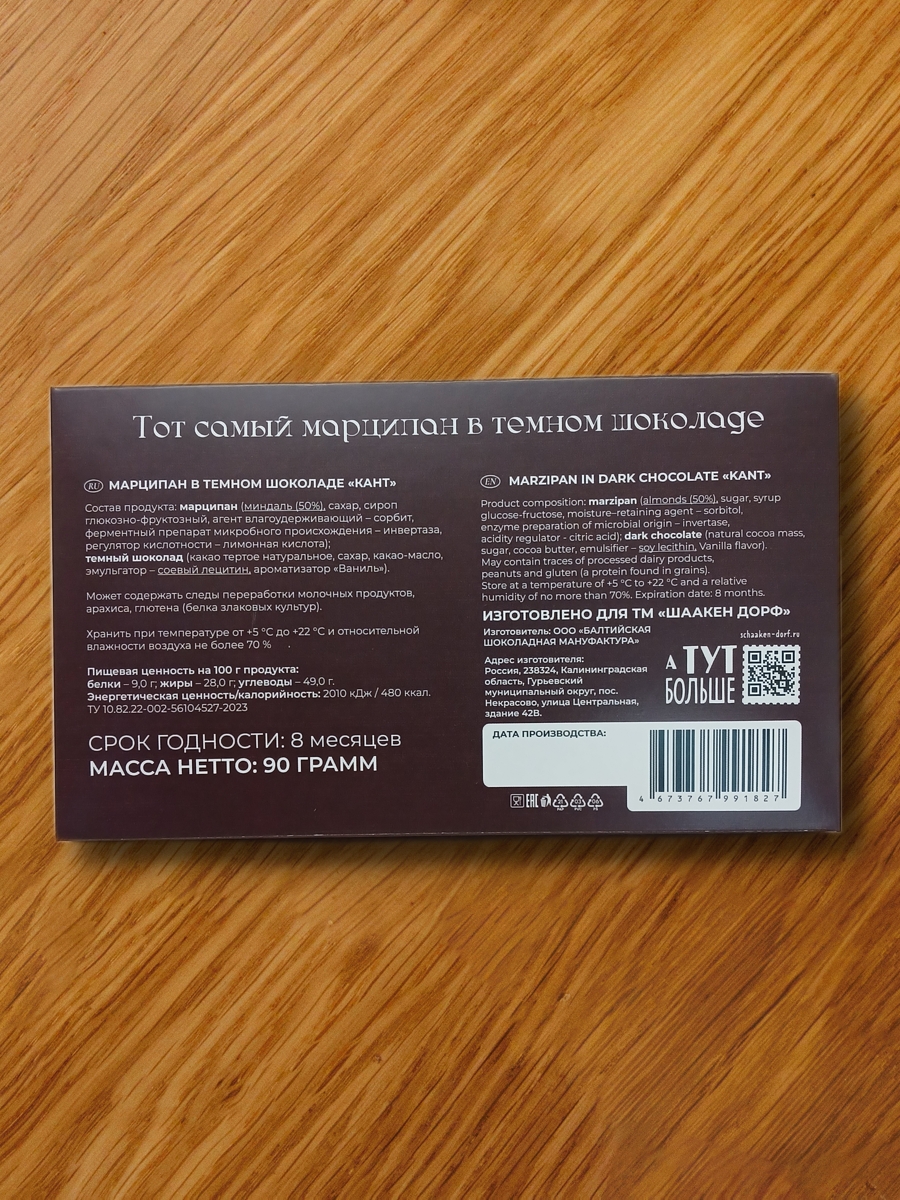 Тот самый марципан в темном шоколаде
RU МАРЦИПАН В ТЕМНОМ ШОКОЛАДЕ «КАНТ»
Состав продукта: марципан (миндаль (50%), сахар, сироп
глюкозно-фруктозный, агент влагоудерживающий – сорбит,
ферментный препарат микробного происхождения – инвертаза,
регулятор кислотности – лимонная кислота);
темный шоколад (какао тертое натуральное, сахар, какао-масло,
эмульгатор – соевый лецитин, ароматизатор «Ваниль»).
Может содержать следы переработки молочных продуктов,
арахиса, глютена (белка злаковых культур).
Хранить при температуре от +5 °С до +22 °С и относительной
влажности воздуха не более 70 % .
Пищевая ценность на 100 г продукта:
белки – 9,0 г; жиры – 28,0 г; углеводы – 49,0 г.
Энергетическая ценность/калорийность: 2010 кДж / 480 ккал.
ТУ 10.82.22-002-56104527-2023
СРОК ГОДНОСТИ: 8 месяцев
МАССА НЕТТО: 90 ГРАММ
EN MARZIPAN IN DARK CHOCOLATE «KANT»
Product composition: marzipan (almonds (50%), sugar, syrup
glucose-fructose, moisture-retaining agent – sorbitol,
enzyme preparation of microbial origin – invertase,
acidity regulator - citric acid); dark chocolate (natural cocoa mass,
sugar, cocoa butter, emulsifier – soy lecithin, Vanilla flavor).
May contain traces of processed dairy products,
peanuts and gluten (a protein found in grains).
Store at a temperature of +5 °C to +22 °C and a relative
humidity of no more than 70%. Expiration date: 8 months.
ИЗГОТОВЛЕНО ДЛЯ ТМ «ШААКЕН ДОРФ»
Изготовитель: ООО «БАЛТИЙСКАЯ
ШОКОЛАДНАЯ МАНУФАКТУРА»
Адрес изготовителя:
Россия, 238324, Калининградская
область, Гурьевский
муниципальный округ, пос.
Некрасово, улица Центральная,
здание 42В.
schaaken-dorf.ru
А ТУТ
БОЛЬШЕ
ДАТА ПРОИЗВОДСТВА:
4 673767 991827
EAC